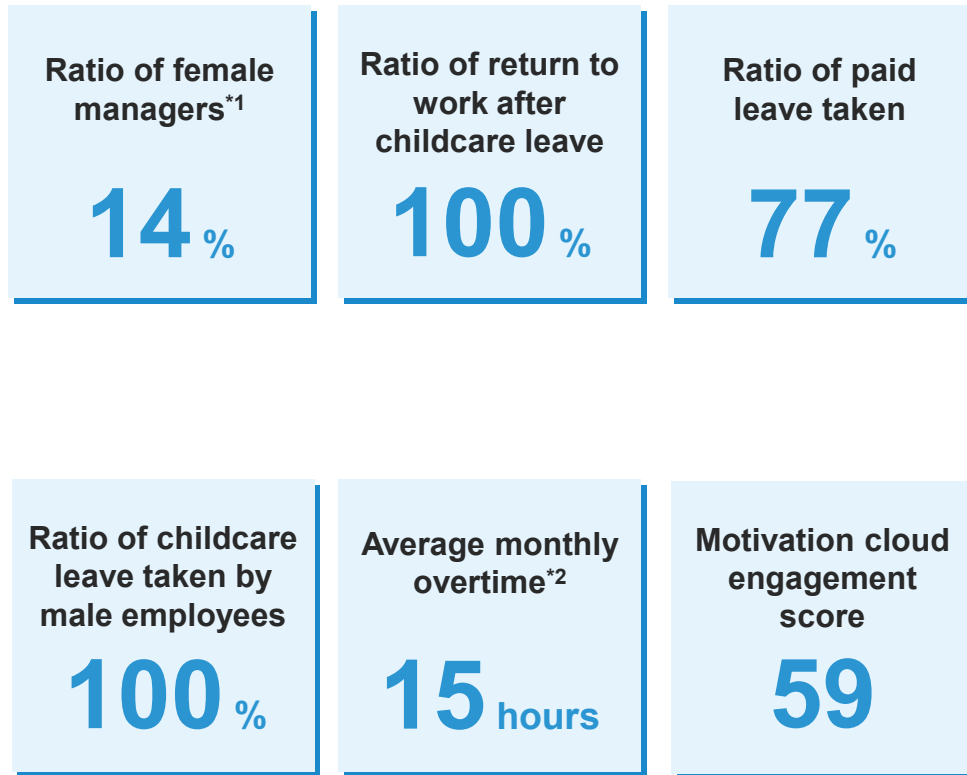 Ratio of female
managers*1
14 %
Ratio of return to
work after
childcare leave
100 %
Ratio of paid
leave taken
77 %
Ratio of childcare
leave taken by
male employees
100 %
Average monthly
overtime*2
15 hours
Motivation cloud
engagement
score
59